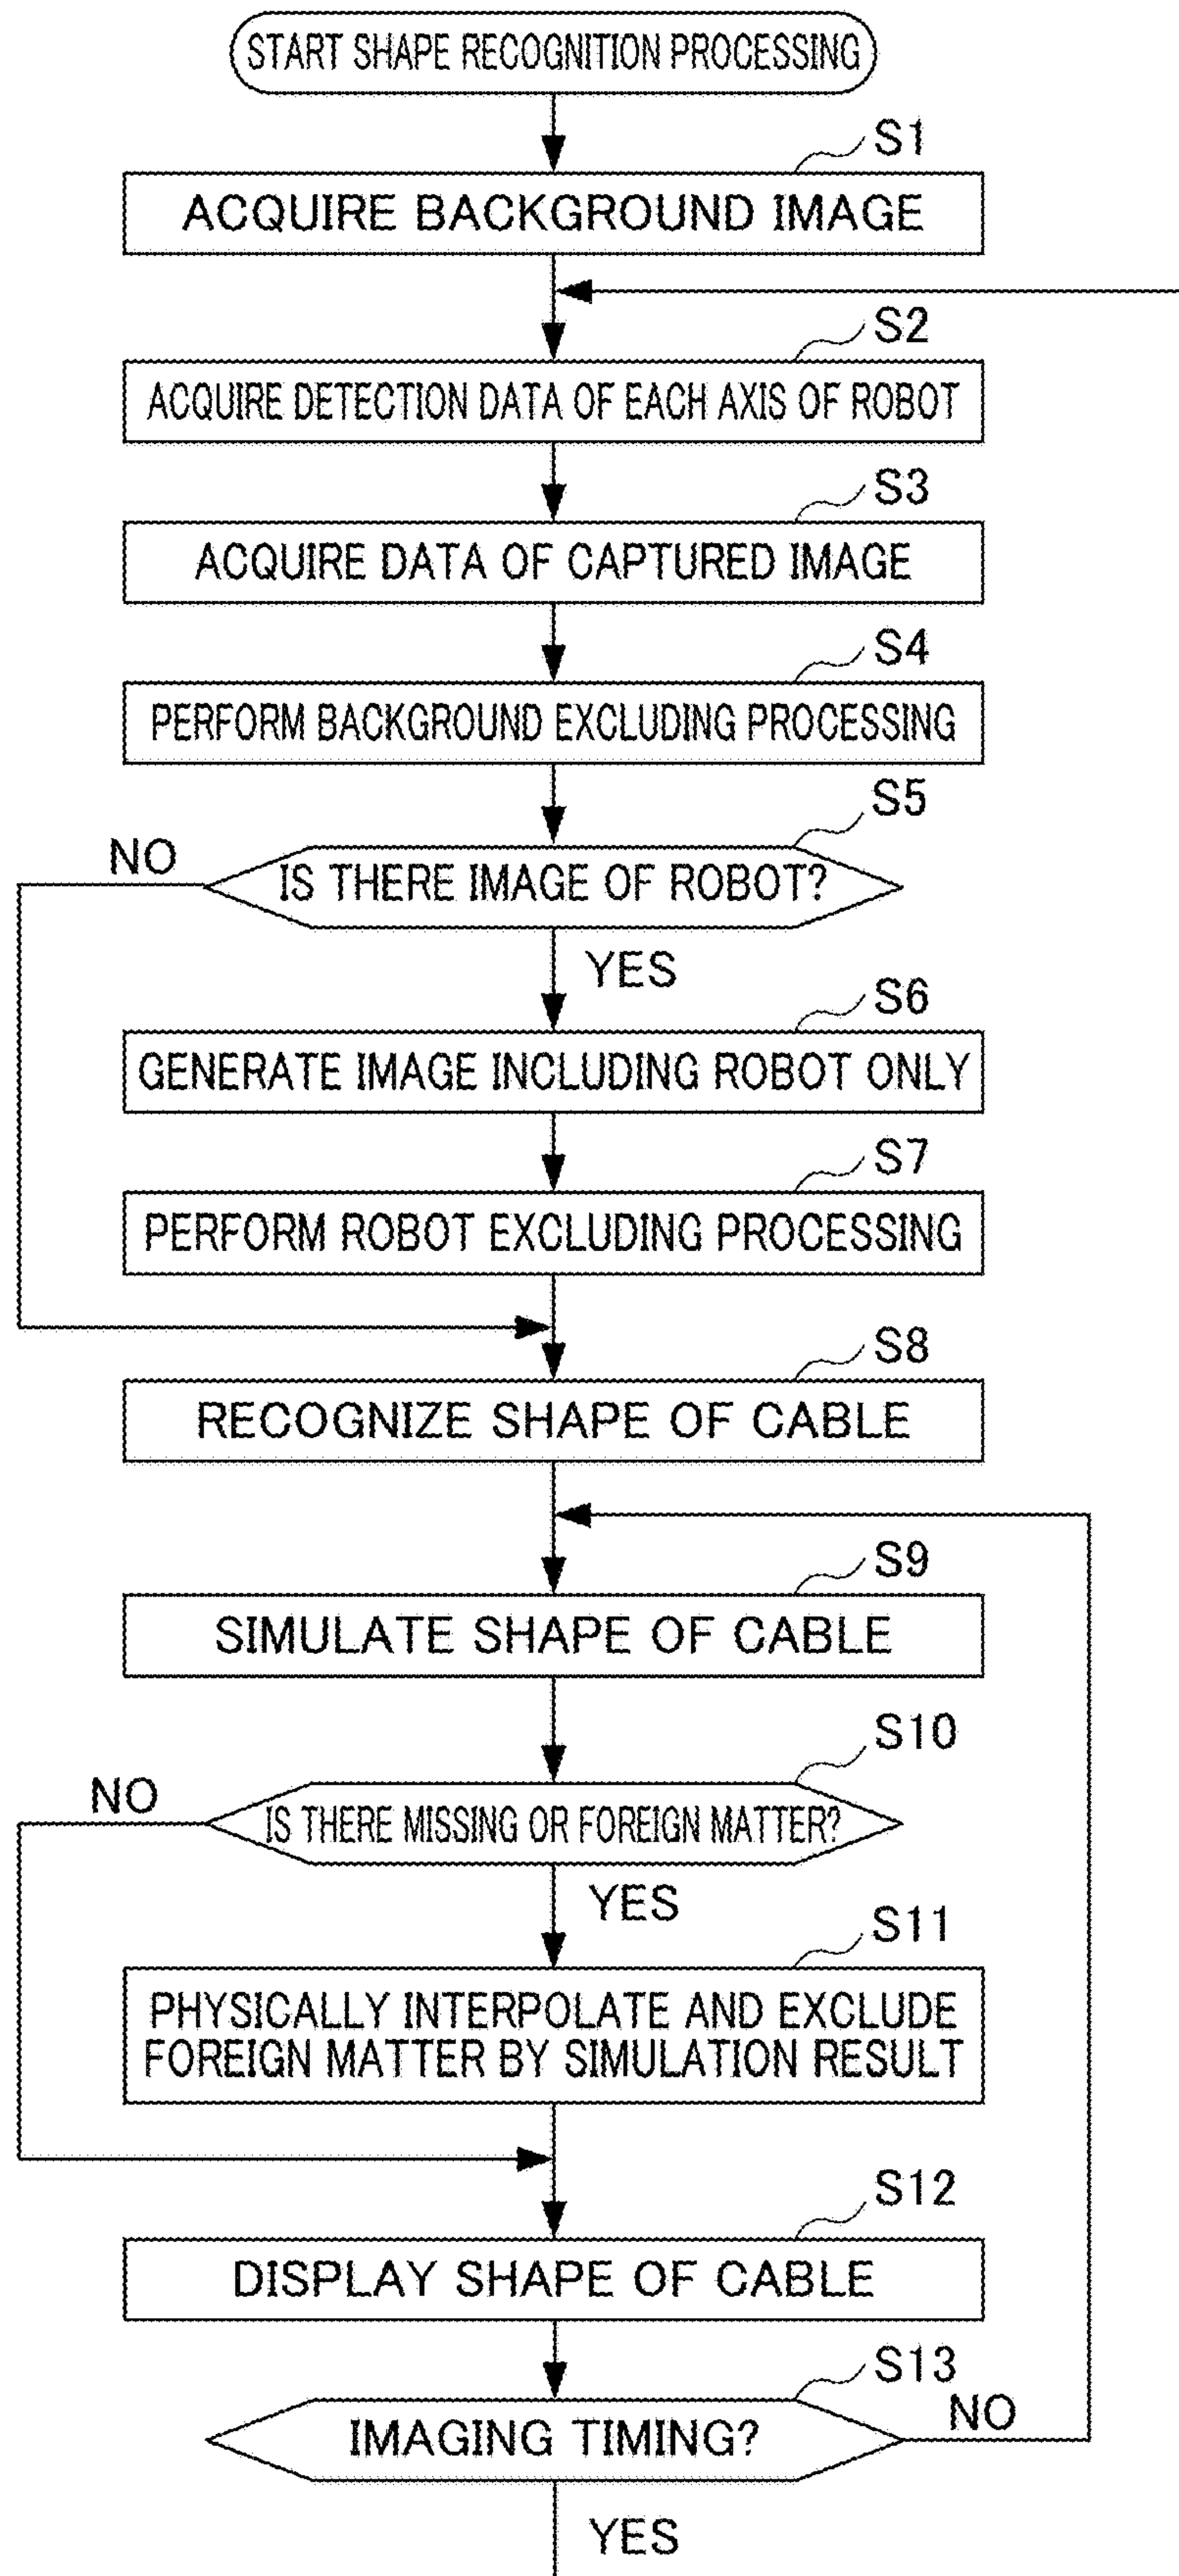 START SHAPE RECOGNITION PROCESSING
S1
ACQUIRE BACKGROUND IMAGE
S2
ACQUIRE DETECTION DATA OF EACH AXIS OF ROBOT
S3
ACQUIRE DATA OF CAPTURED IMAGE
S4
PERFORM BACKGROUND EXCLUDING PROCESSING
S5
NO
IS THERE IMAGE OF ROBOT?
YES
S6
GENERATE IMAGE INCLUDING ROBOT ONLY
S7
PERFORM ROBOT EXCLUDING PROCESSING
S8
RECOGNIZE SHAPE OF CABLE
S9
SIMULATE SHAPE OF CABLE
S10
NO
IS THERE MISSING OR FOREIGN MATTER?
YES
S11
PHYSICALLY INTERPOLATE AND EXCLUDE
FOREIGN MATTER BY SIMULATION RESULT
S12
DISPLAY SHAPE OF CABLE
S13
IMAGING TIMING?
NO
YES